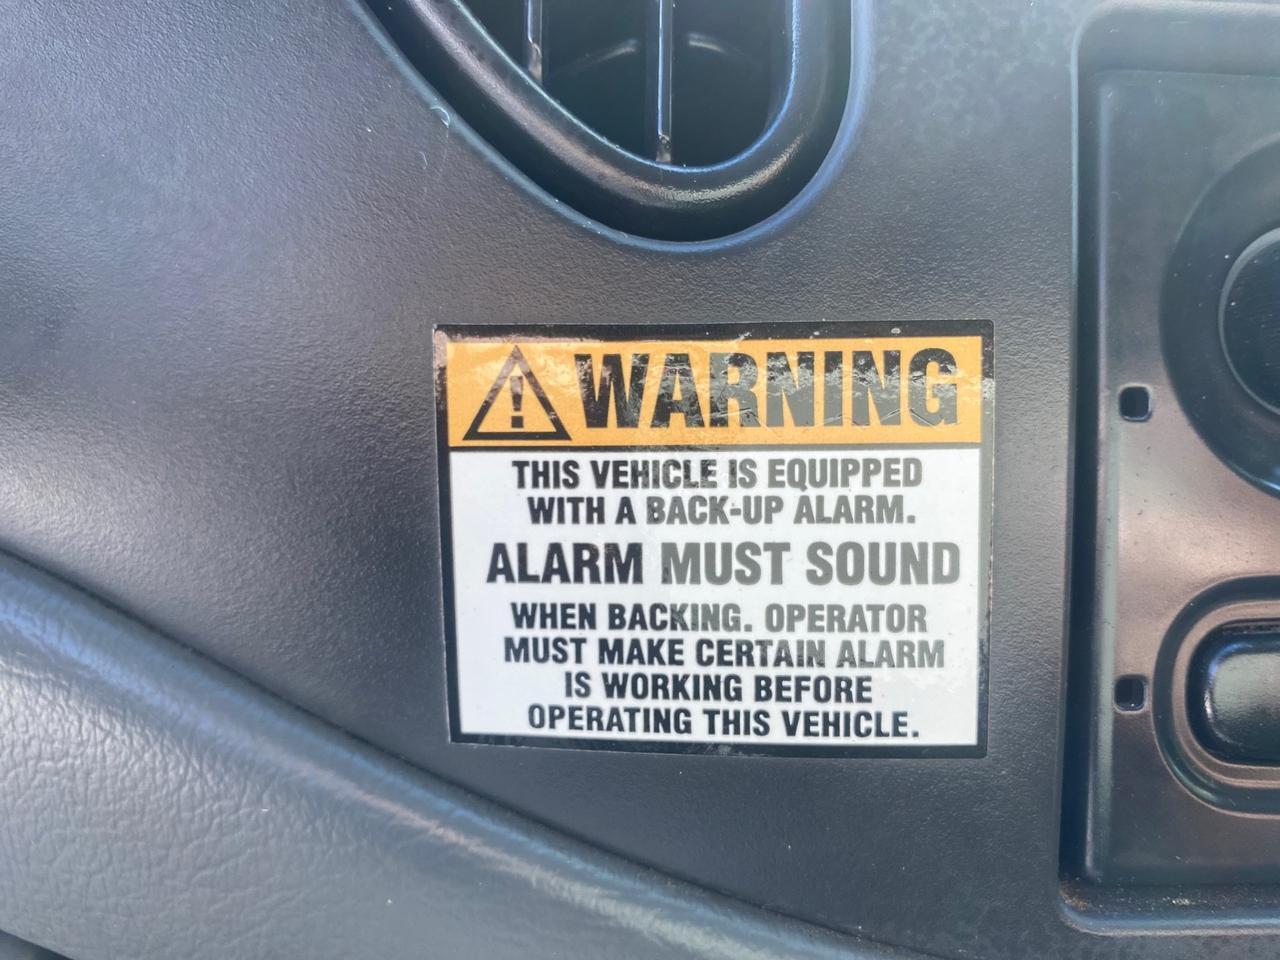 WARNING
THIS VEHICLE IS EQUIPPED
WITH A BACK-UP ALARM.
ALARM MUST SOUND
WHEN BACKING. OPERATOR
MUST MAKE CERTAIN ALARM
IS WORKING BEFORE
OPERATING THIS VEHICLE.